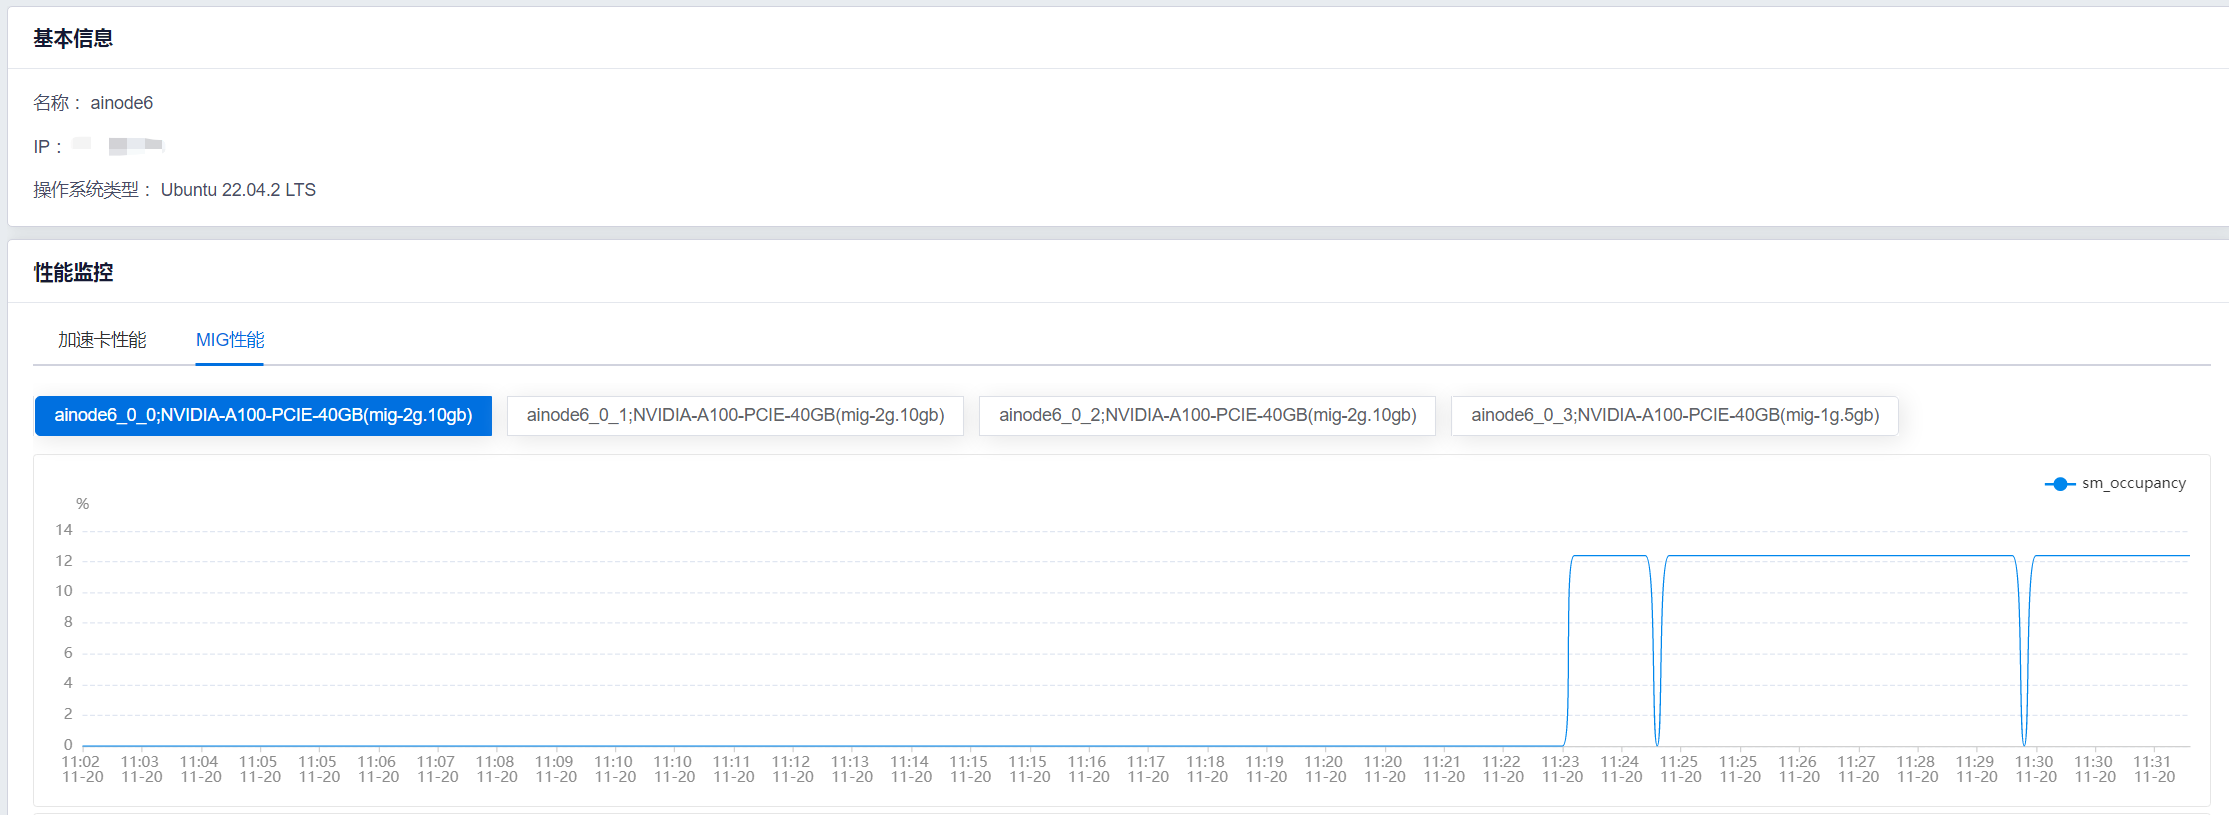 基本信息
名称： ainode6
IP：
操作系统类型： Ubuntu 22.04.2 LTS
性能监控
加速卡性能 MIG性能
ainode6_0_0;NVIDIA-A100-PCIE-40GB(mig-2g.10gb) ainode6_0_1;NVIDIA-A100-PCIE-40GB(mig-2g.10gb) ainode6_0_2;NVIDIA-A100-PCIE-40GB(mig-2g.10gb) ainode6_0_3;NVIDIA-A100-PCIE-40GB(mig-1g.5gb)
sm_occupancy
%
14
12
10
8
6
4
2
0
11:02 11:03 11:04 11:05 11:05 11:06 11:07 11:08 11:09 11:10 11:10 11:11 11:12 11:13 11:14 11:15 11:15 11:16 11:17 11:18 11:19 11:20 11:20 11:21 11:22 11:23 11:24 11:25 11:25 11:26 11:27 11:28 11:29 11:30 11:30 11:31
11-20 11-20 11-20 11-20 11-20 11-20 11-20 11-20 11-20 11-20 11-20 11-20 11-20 11-20 11-20 11-20 11-20 11-20 11-20 11-20 11-20 11-20 11-20 11-20 11-20 11-20 11-20 11-20 11-20 11-20 11-20 11-20 11-20 11-20 11-20 11-20